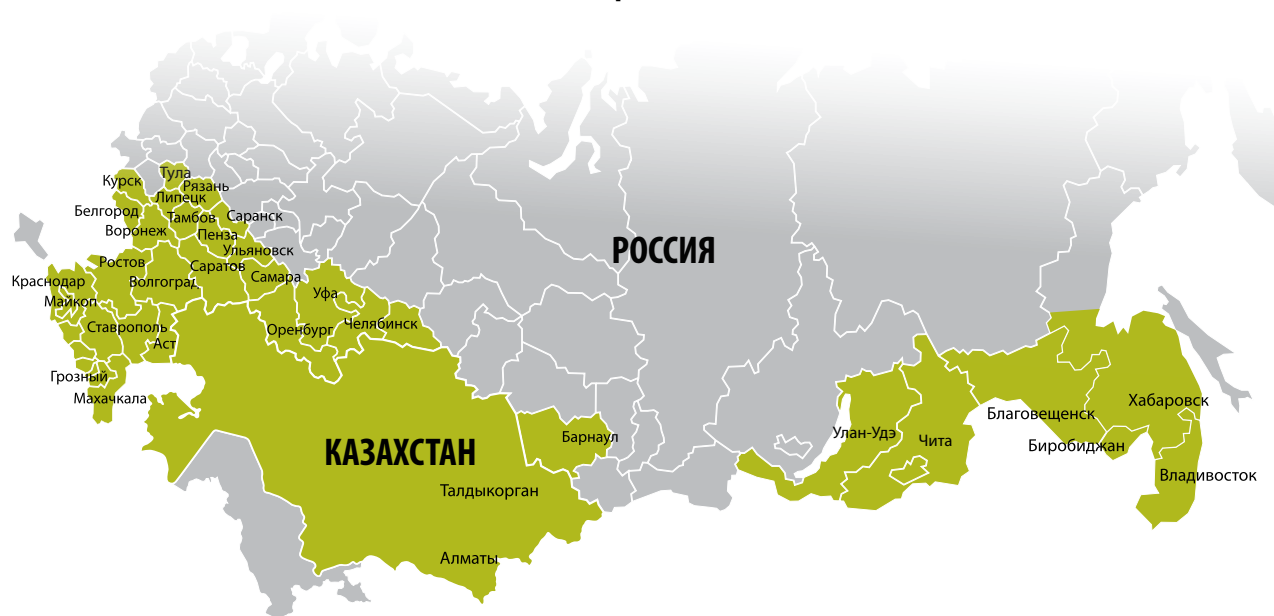 Тула
Курск
Рязань
Липецк
Белгород
Тамбов
Саранск
Воронеж
Пенза
Ульяновск
РОССИЯ
Ростов
Саратов
Самара
Краснодар
Волгоград
Майкоп
Уфа
Ставрополь
Оренбург
Челябинск
Аст
Грозный
Махачкала
Хабаровск
Благовещенск
Улан-Удэ
Чита
Барнаул
Биробиджан
КАЗАХСТАН
Владивосток
Талдыкорган
Алматы